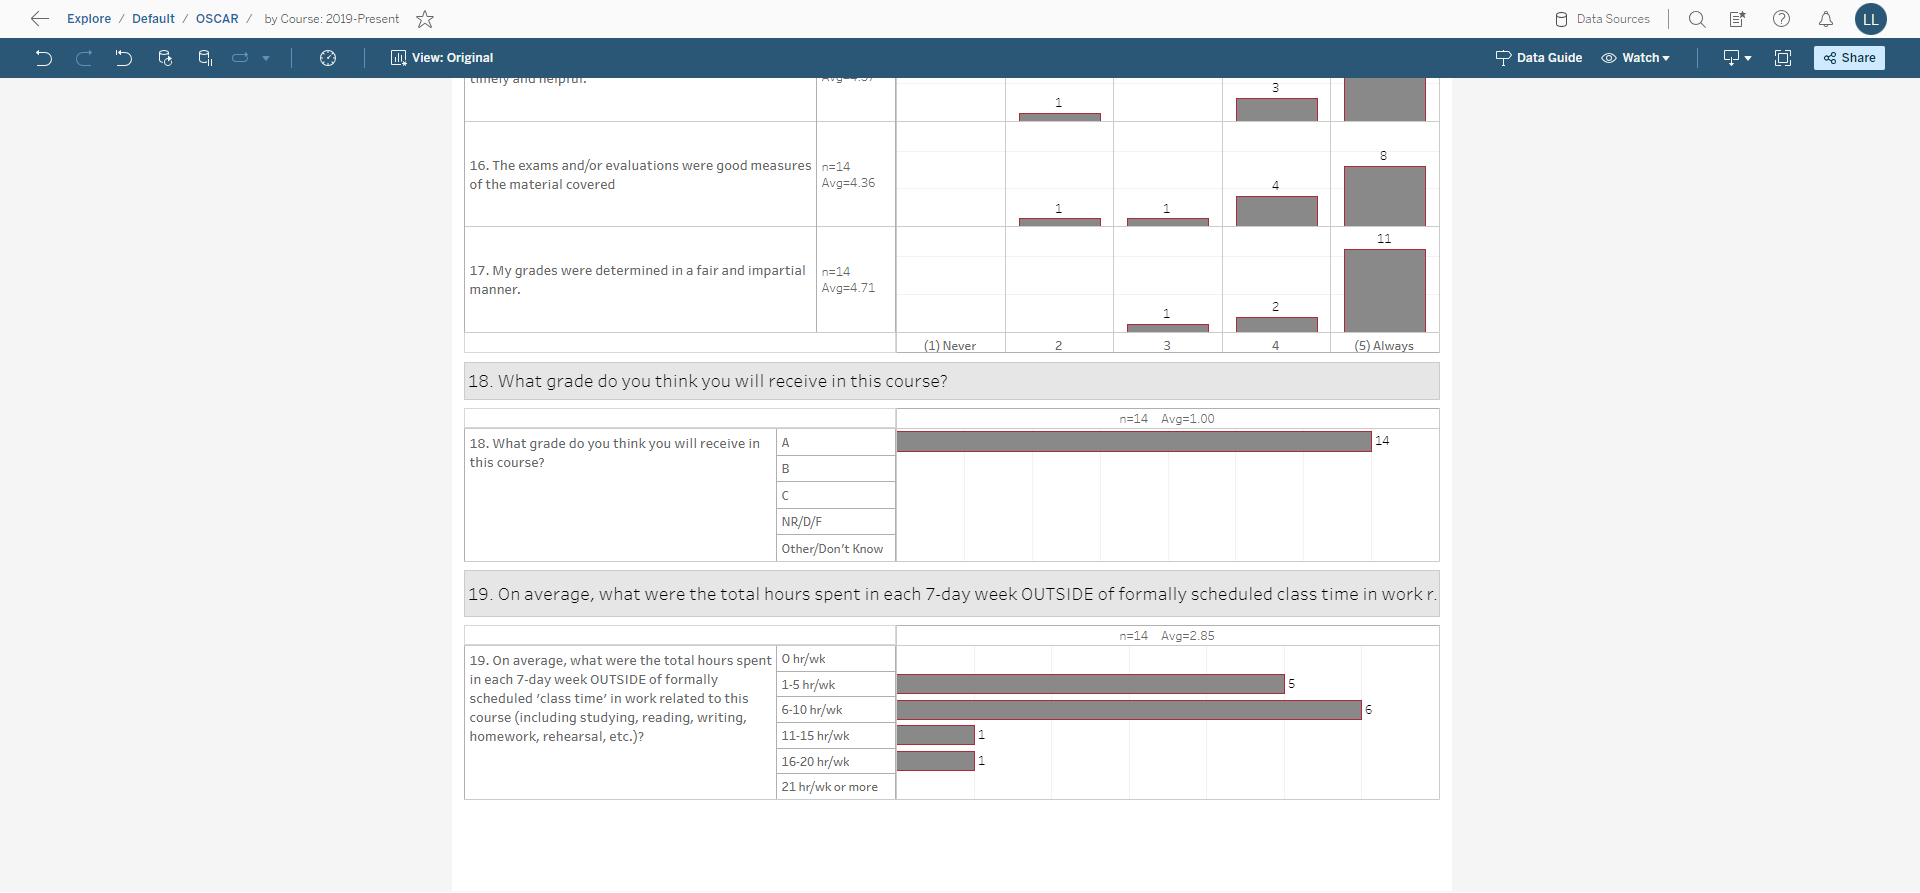 Explore / Default / OSCAR / by Course: 2019-Present
Data Sources
LL
View: Original
Data Guide
Watch
Share
timely and helpful.
1
3
16. The exams and/or evaluations were good measures
of the material covered
n=14
Avg=4.36
1
1
4
8
17. My grades were determined in a fair and impartial
manner.
n=14
Avg=4.71
1
2
11
(1) Never
2
3
4
(5) Always
18. What grade do you think you will receive in this course?
n=14 Avg=1.00
18. What grade do you think you will receive in
this course?
A
14
B
C
NR/D/F
Other/Don't Know
19. On average, what were the total hours spent in each 7-day week OUTSIDE of formally scheduled class time in work r.
n=14 Avg=2.85
19. On average, what were the total hours spent
in each 7-day week OUTSIDE of formally
scheduled ‘class time’ in work related to this
course (including studying, reading, writing,
homework, rehearsal, etc.)?
0 hr/wk
1-5 hr/wk
5
6-10 hr/wk
6
11-15 hr/wk
1
16-20 hr/wk
1
21 hr/wk or more